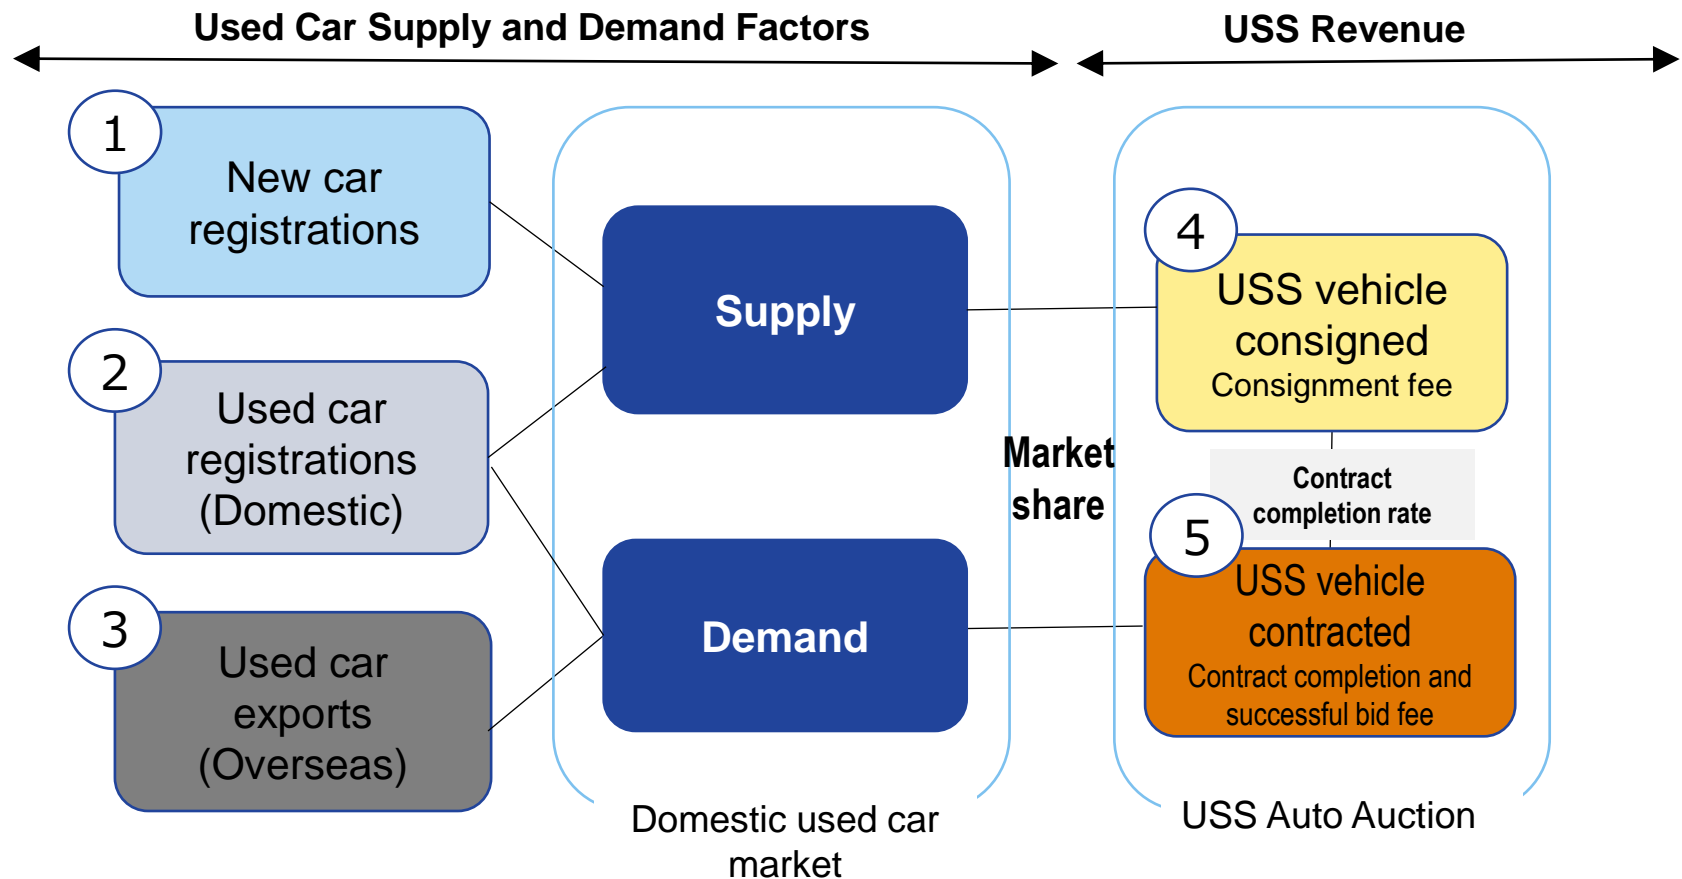 Used Car Supply and Demand Factors
USS Revenue
1
New car
registrations
2
Used car
registrations
(Domestic)
3
Used car
exports
(Overseas)
Supply
Demand
Domestic used car
market
Market
share
4
USS vehicle
consigned
Consignment fee
Contract
completion rate
5
USS vehicle
contracted
Contract completion and
successful bid fee
USS Auto Auction